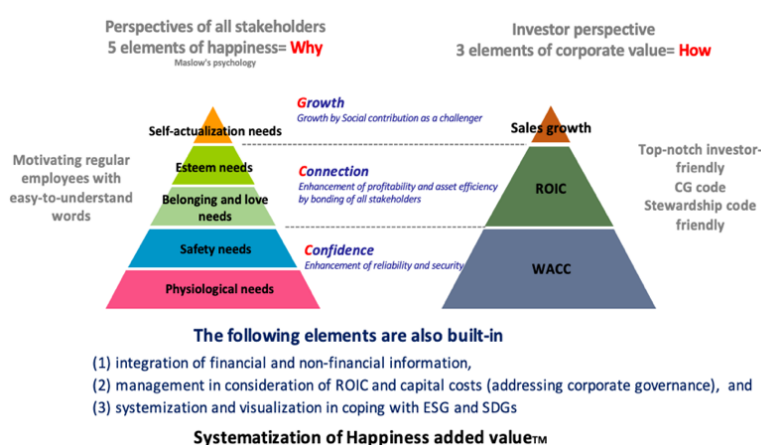 Perspectives of all stakeholders
5 elements of happiness= Why
Maslow's psychology
Investor perspective
3 elements of corporate value= How
Motivating regular
employees with
easy-to-understand
words
Self-actualization needs
Esteem needs
Belonging and love
needs
Safety needs
Physiological needs
Growth
Growth by Social contribution as a challenger
Connection
Enhancement of profitability and asset efficiency
by bonding of all stakeholders
Confidence
Enhancement of reliability and security
Sales growth
ROIC
WACC
Top-notch investor-
friendly
CG code
Stewardship code
friendly
The following elements are also built-in
(1) integration of financial and non-financial information,
(2) management in consideration of ROIC and capital costs (addressing corporate governance), and
(3) systemization and visualization in coping with ESG and SDGs
Systematization of Happiness added value™